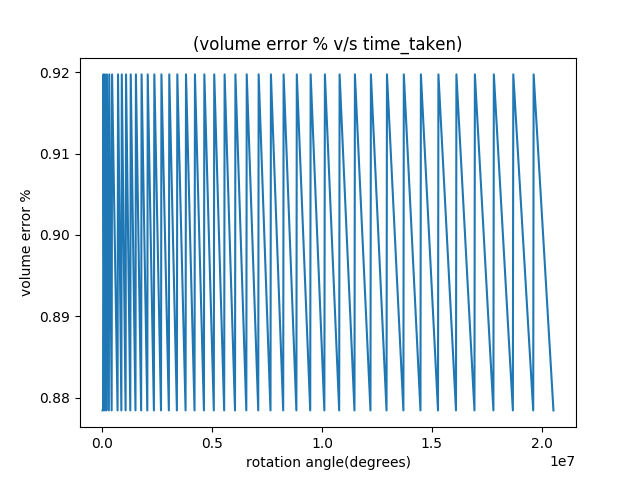 (volume error % v/s time_taken)
volume error %
0.92
0.91
0.90
0.89
0.88
0.0
0.5
1.0
1.5
2.0
1e7
rotation angle(degrees)